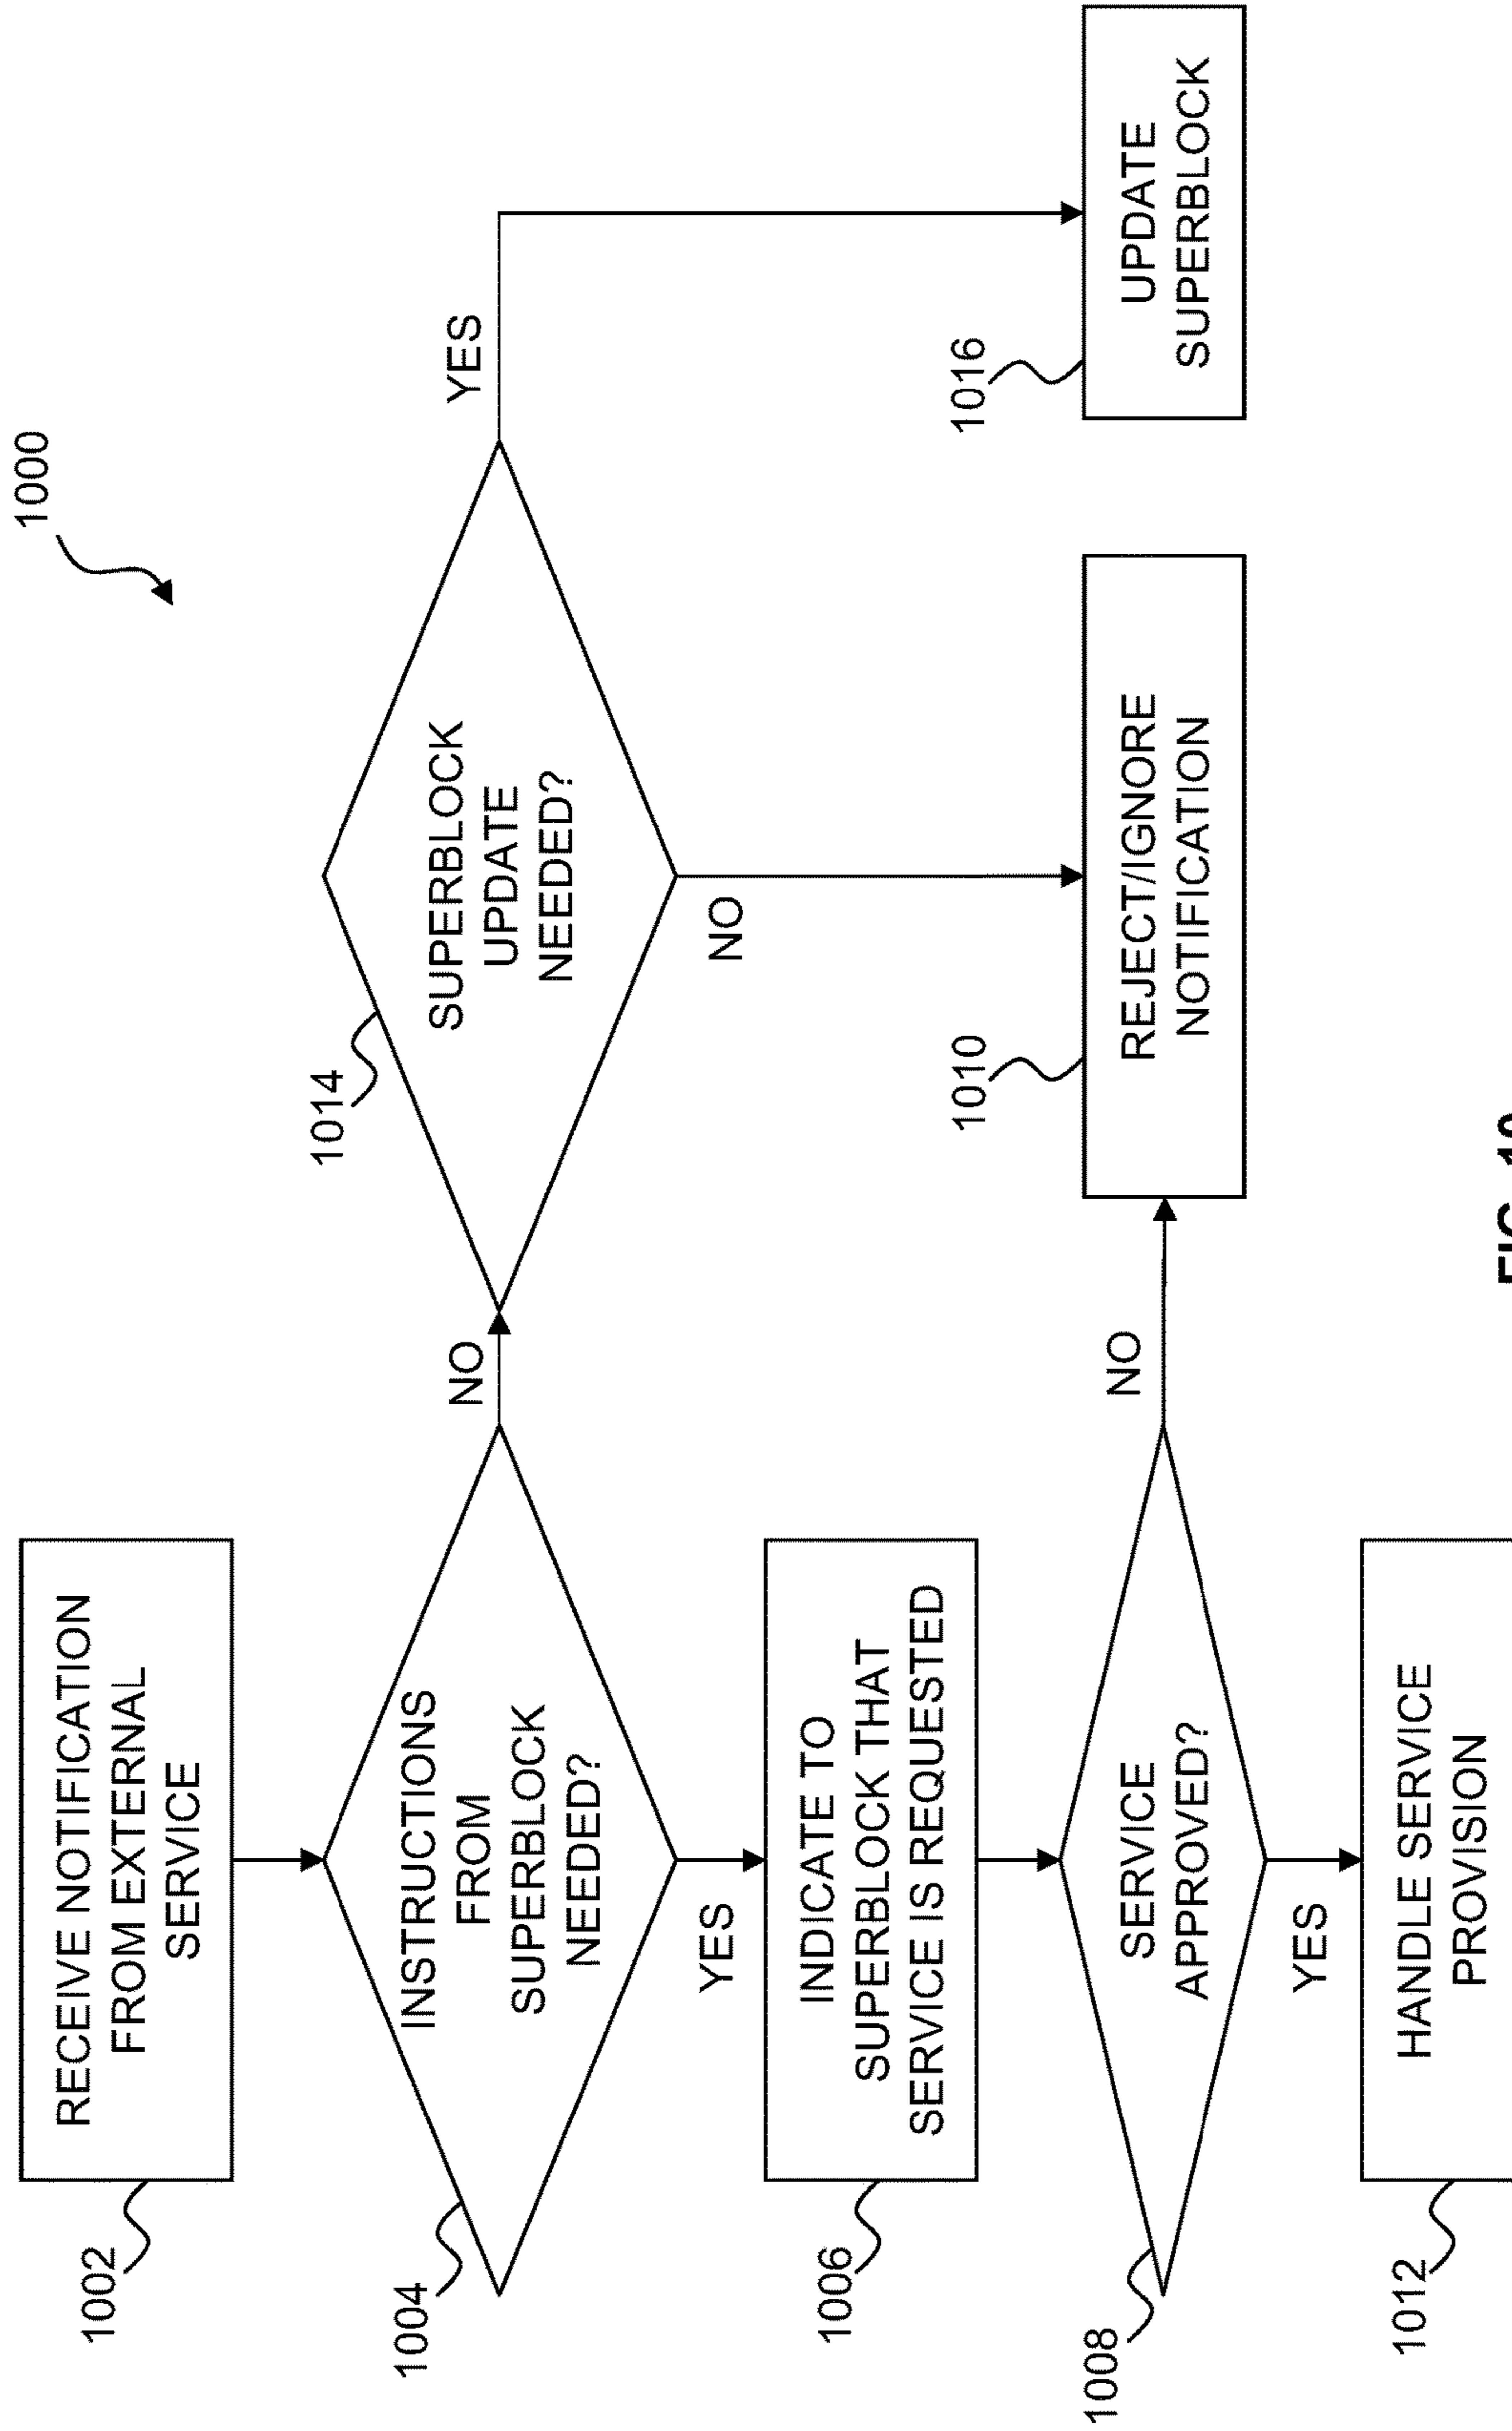 1000
1002
RECEIVE NOTIFICATION
FROM EXTERNAL
SERVICE
1004
INSTRUCTIONS
FROM
SUPERBLOCK
NEEDED?
NO
1014
SUPERBLOCK
UPDATE
NEEDED?
YES
YES
NO
1006
INDICATE TO
SUPERBLOCK THAT
SERVICE IS REQUESTED
1008
SERVICE
APPROVED?
NO
1010
REJECT/IGNORE
NOTIFICATION
1016
UPDATE
SUPERBLOCK
YES
1012
HANDLE SERVICE
PROVISION
FIG. 10